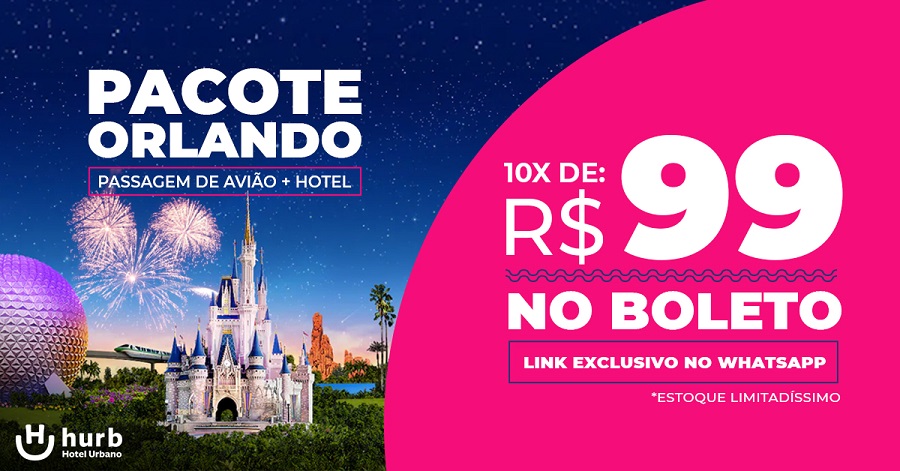 PACOTE
ORLANDO
PASSAGEM DE AVIÃO + HOTEL
10X DE:
R$ 99
NO BOLETO
LINK EXCLUSIVO NO WHATSAPP
*ESTOQUE LIMITADÍSSIMO
H hurb
Hotel Urbano